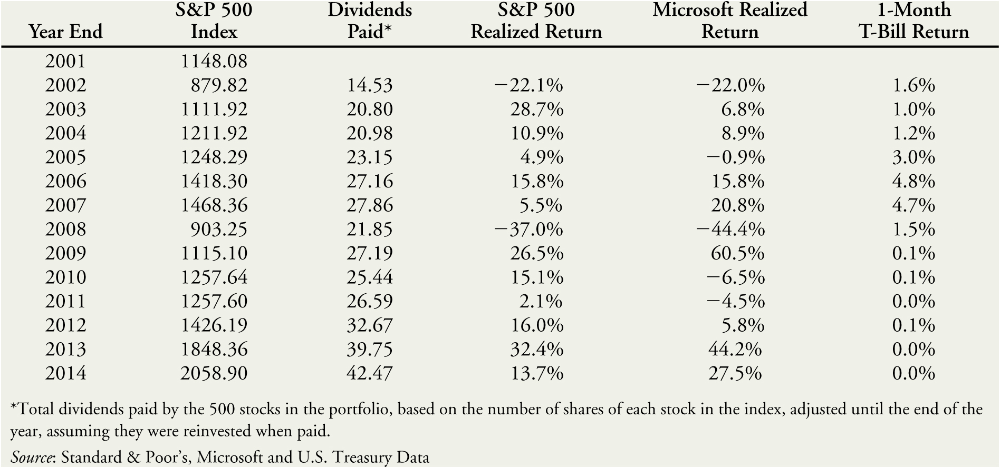 S&P 500 Dividends S&P 500 Microsoft Realized 1-Month
Year End Index Paid* Realized Return Return T-Bill Return
2001 1148.08
2002 879.82 14.53 −22.1% −22.0% 1.6%
2003 1111.92 20.80 28.7% 6.8% 1.0%
2004 1211.92 20.98 10.9% 8.9% 1.2%
2005 1248.29 23.15 4.9% −0.9% 3.0%
2006 1418.30 27.16 15.8% 15.8% 4.8%
2007 1468.36 27.86 5.5% 20.8% 4.7%
2008 903.25 21.85 −37.0% −44.4% 1.5%
2009 1115.10 27.19 26.5% 60.5% 0.1%
2010 1257.64 25.44 15.1% −6.5% 0.1%
2011 1257.60 26.59 2.1% −4.5% 0.0%
2012 1426.19 32.67 16.0% 5.8% 0.1%
2013 1848.36 39.75 32.4% 44.2% 0.0%
2014 2058.90 42.47 13.7% 27.5% 0.0%
*Total dividends paid by the 500 stocks in the portfolio, based on the number of shares of each stock in the index, adjusted until the end of the
year, assuming they were reinvested when paid.
Source: Standard & Poor’s, Microsoft and U.S. Treasury Data